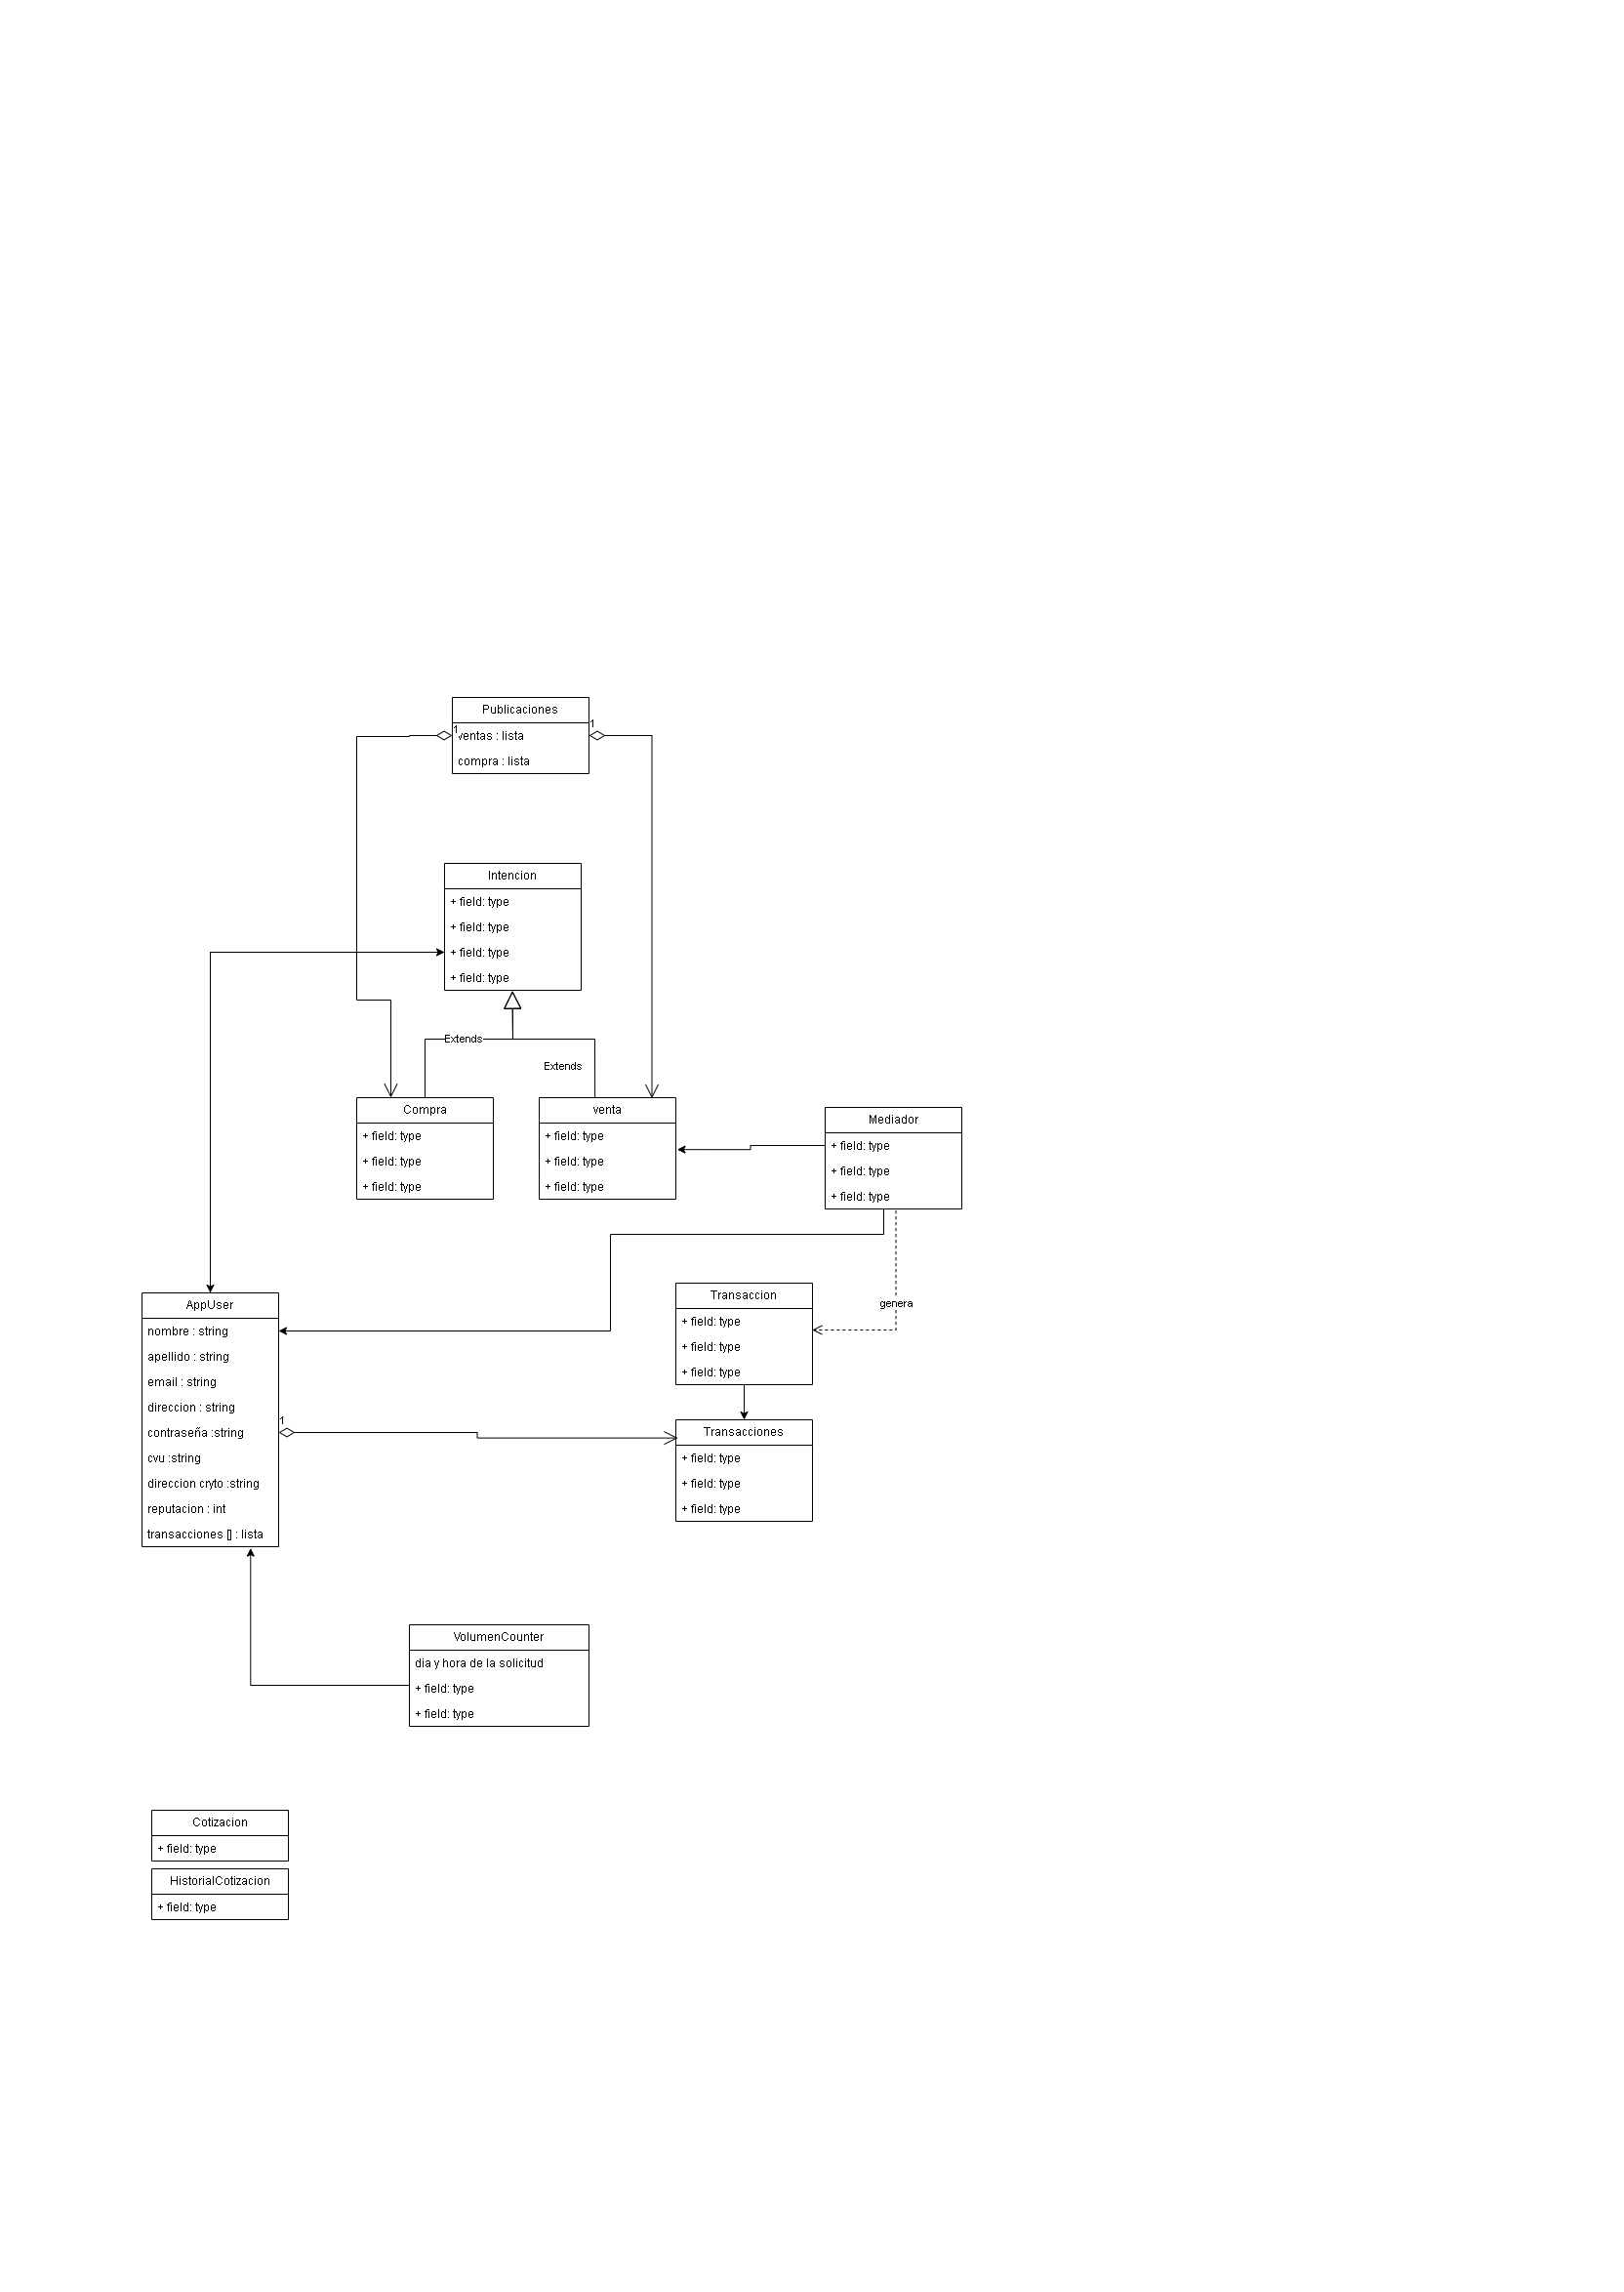 Publicaciones
1
1
ventas : lista
compra : lista
Intencion
+ field: type
+ field: type
+ field: type
+ field: type
Extends
Extends
Compra
+ field: type
+ field: type
+ field: type
venta
+ field: type
+ field: type
+ field: type
Mediador
+ field: type
+ field: type
+ field: type
genera
AppUser
nombre : string
apellido : string
email : string
direccion : string
contraseña :string
cvu :string
direccion cryto :string
reputacion : int
transacciones [] : lista
1
Transaccion
+ field: type
+ field: type
+ field: type
Transacciones
+ field: type
+ field: type
+ field: type
VolumenCounter
dia y hora de la solicitud
+ field: type
+ field: type
Cotizacion
+ field: type
HistorialCotizacion
+ field: type